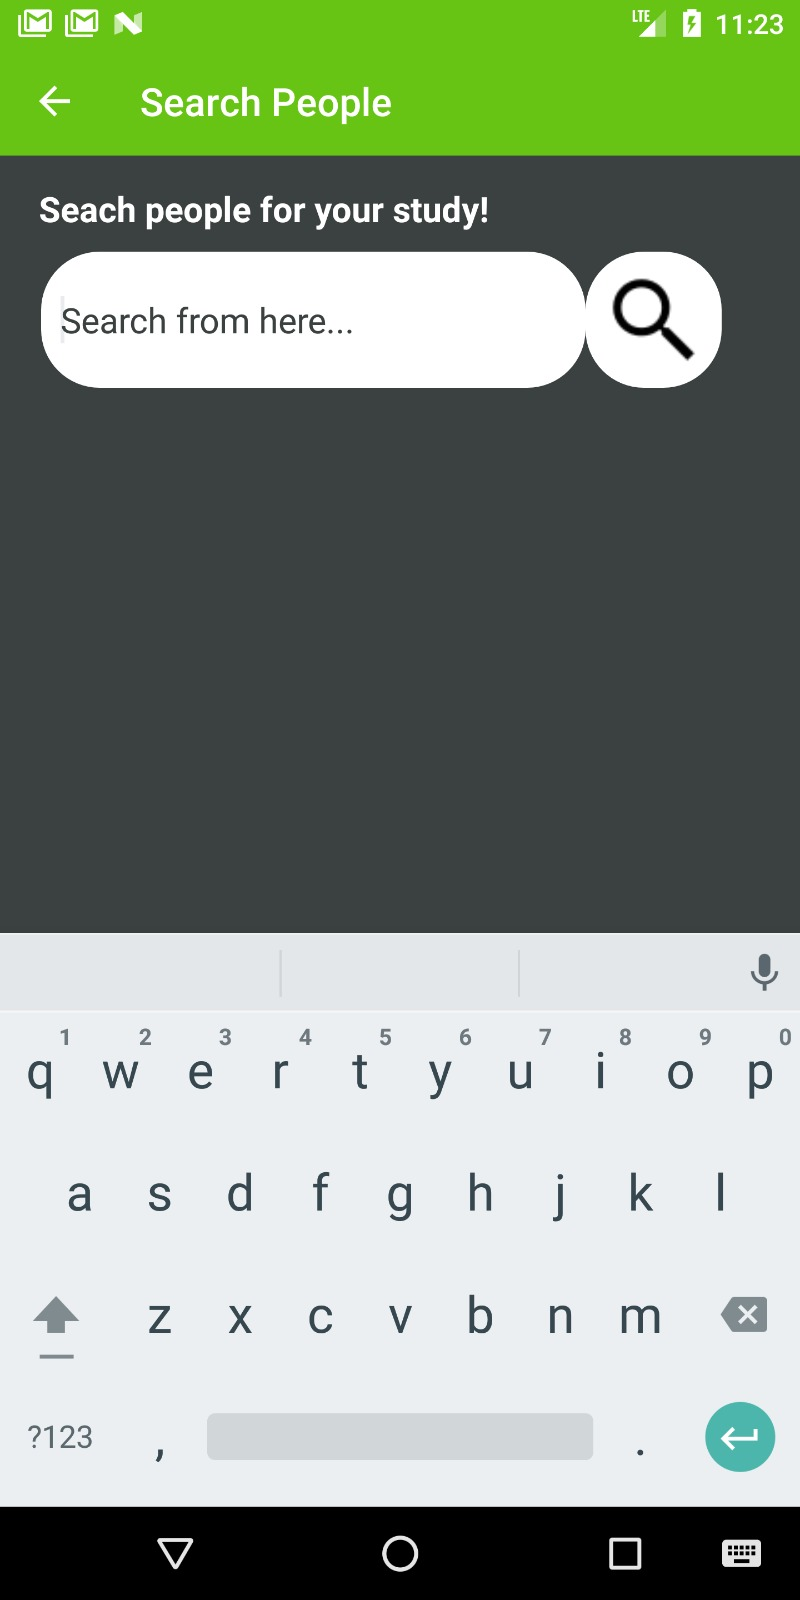 LTE 11:23
Search People
Seach people for your study!
Search from here...
1 2 3 4 5 6 7 8 9 0
q w e r t y u i o p
a s d f g h j k l
z x c v b n m
?123 , .